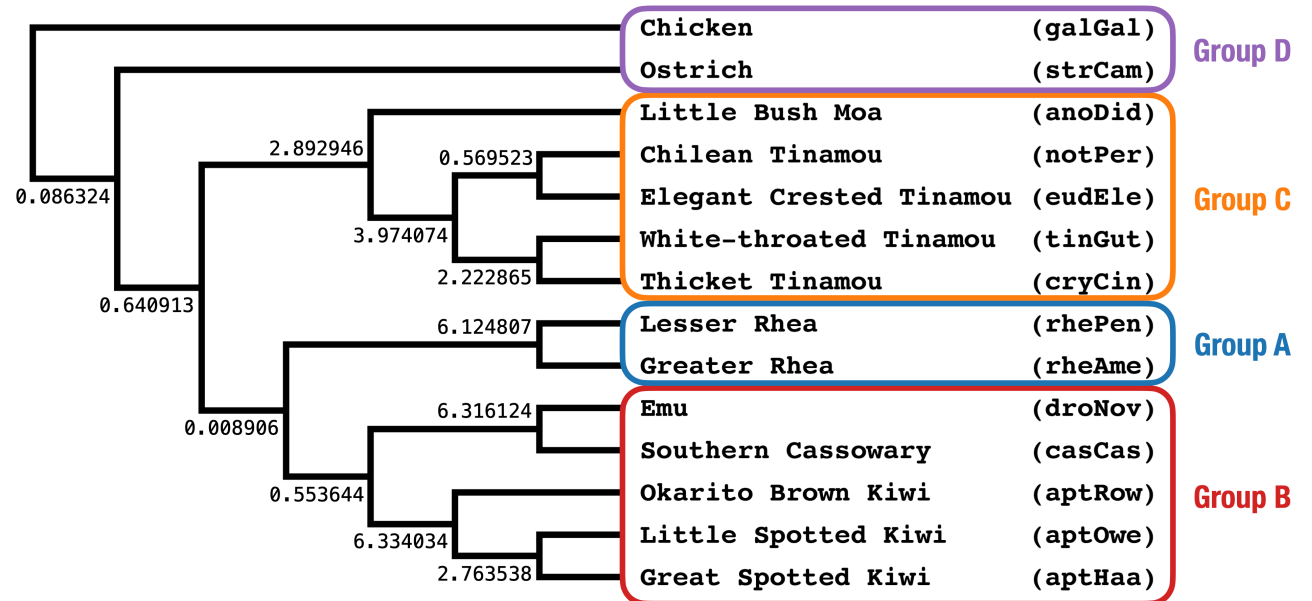 Chicken (galGal)
Group D
Ostrich (strCam)
Little Bush Moa (anoDid)
2.892946
0.569523
Chilean Tinamou (notPer)
0.086324
Elegant Crested Tinamou (eudEle)
Group C
3.974074
White-throated Tinamou (tinGut)
2.222865
Thicket Tinamou (cryCin)
0.640913
6.124807
Lesser Rhea (rhePen)
Group A
Greater Rhea (rheAme)
6.316124
Emu (droNov)
0.008906
Southern Cassowary (casCas)
0.553644
Okarito Brown Kiwi (aptRow)
Group B
6.334034
Little Spotted Kiwi (aptOwe)
2.763538
Great Spotted Kiwi (aptHaa)